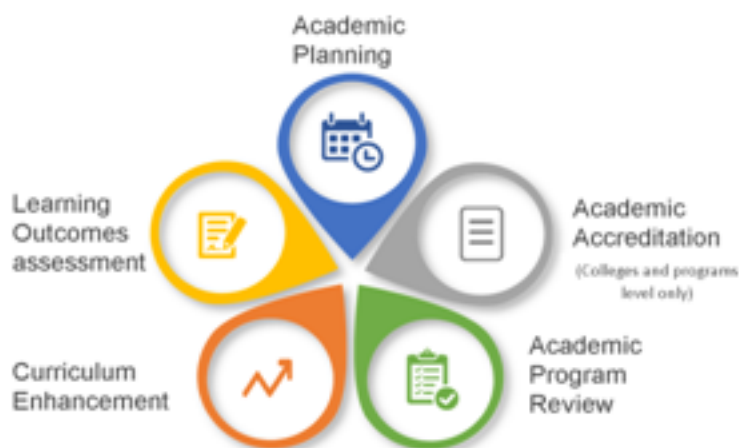 Academic
Planning
Learning
Outcomes
assessment
Academic
Accreditation
(Colleges and programs
level only)
Curriculum
Enhancement
Academic
Program
Review